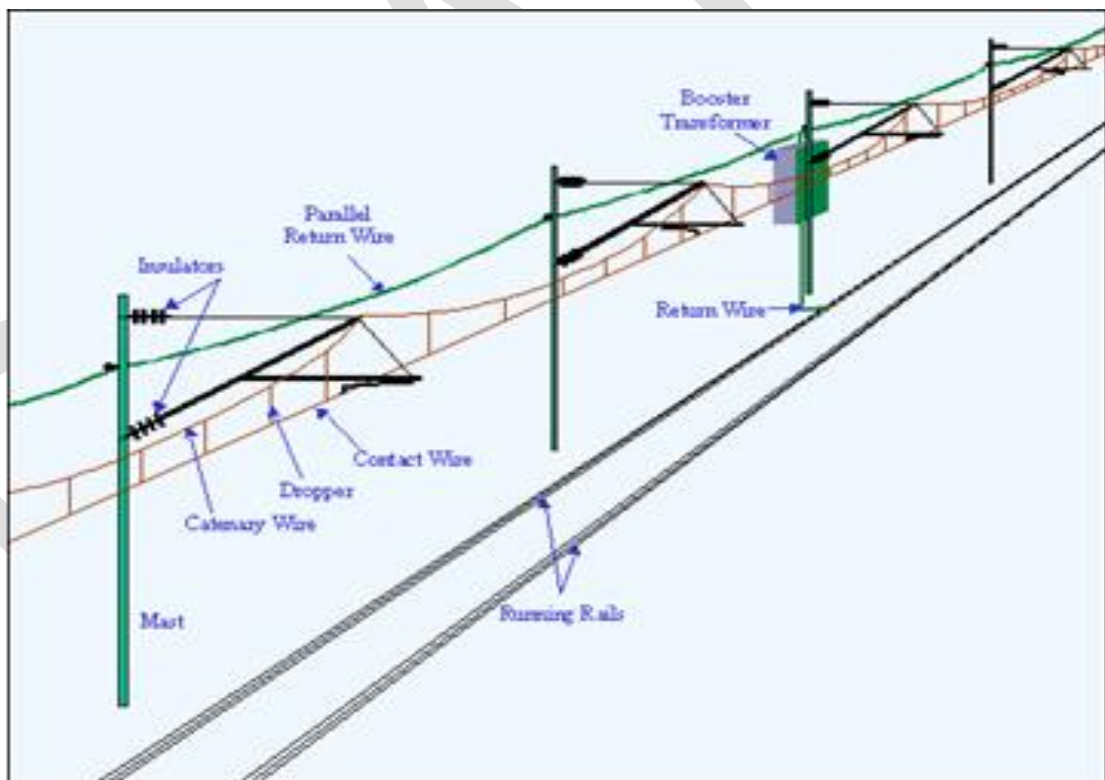 Booster
Transformer
Parallel
Return Wire
Insulators
Return Wire
Contact Wire
Dropper
Catenary Wire
Running Rails
Mast